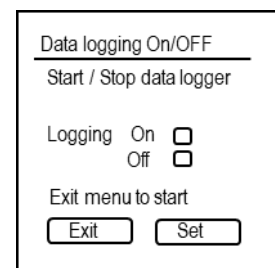 Data logging On/OFF
Start / Stop data logger
Logging On
Off
Exit menu to start
Exit Set